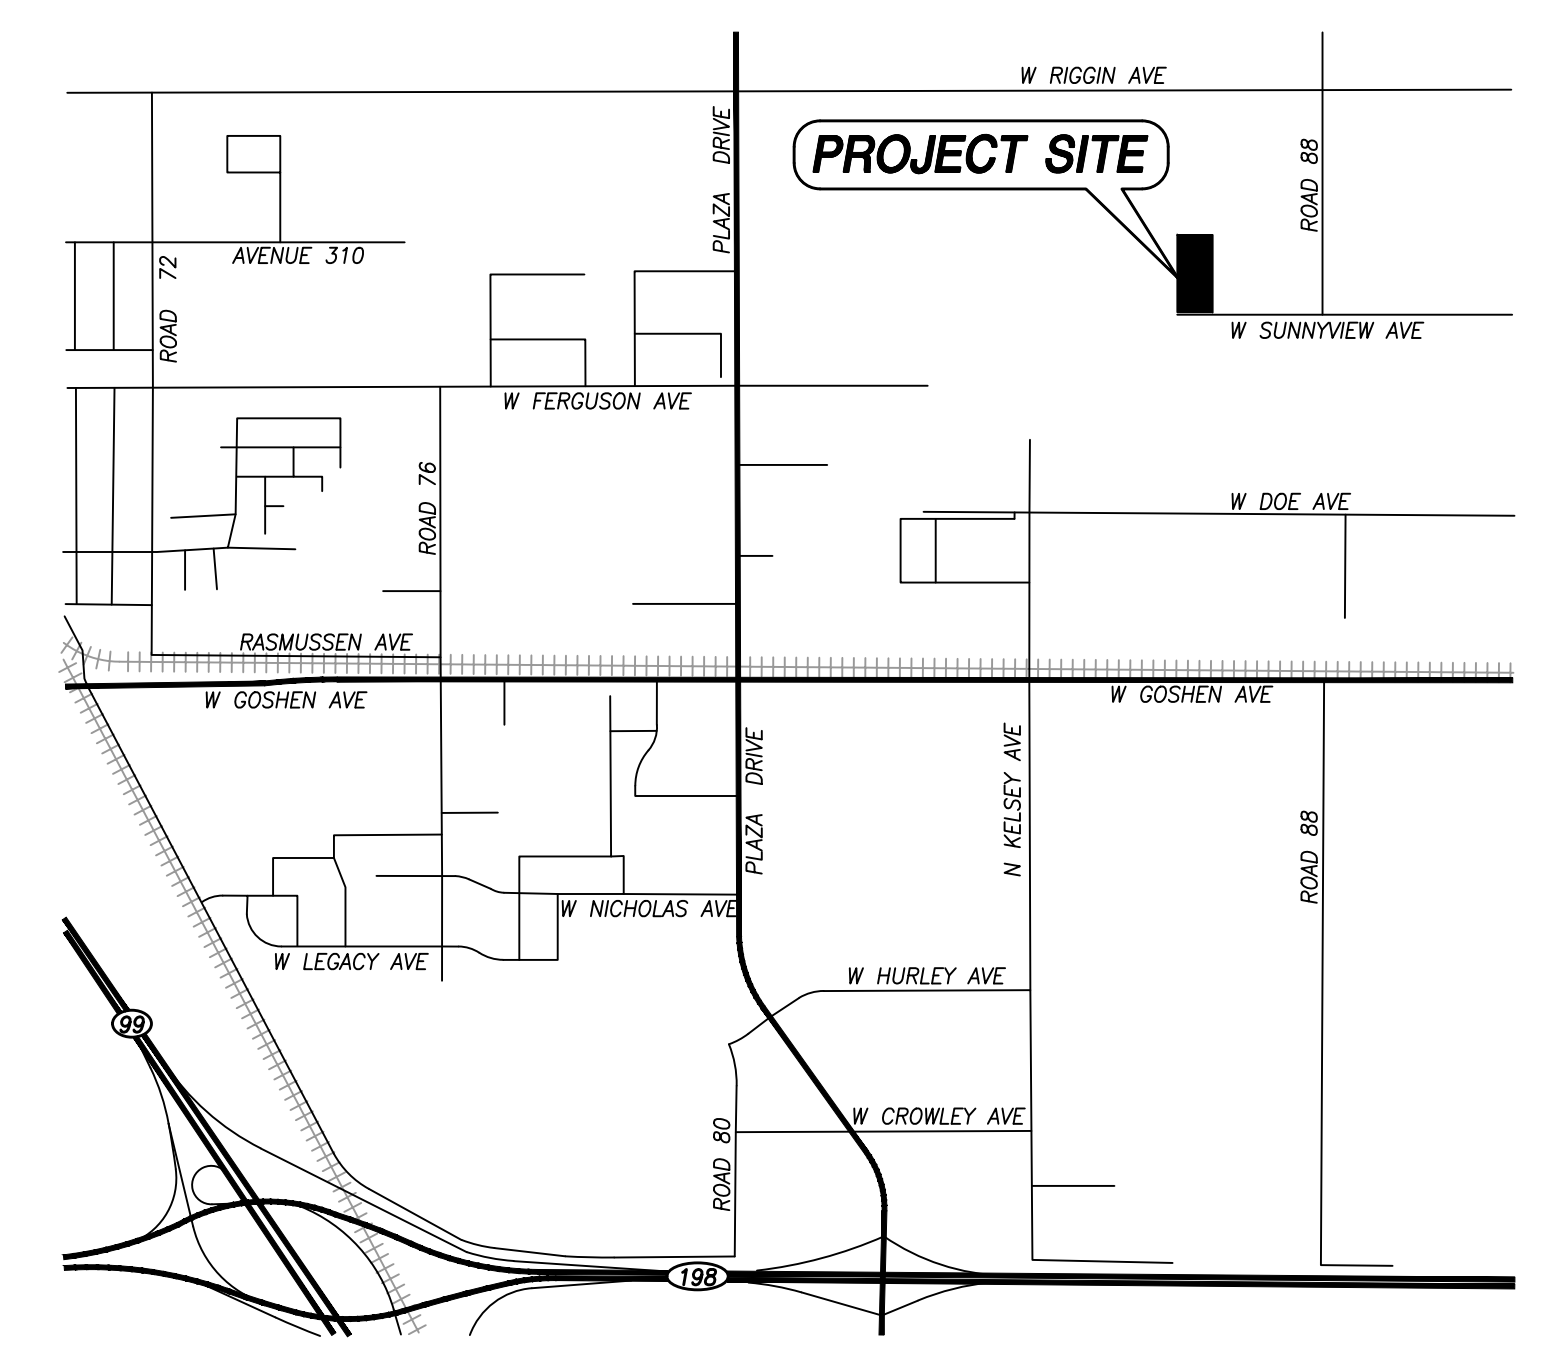 W RIGGIN AVE
PLAZA DRIVE
PROJECT SITE
ROAD 88
AVENUE 310
ROAD 72
W SUNNYVIEW AVE
W FERGUSON AVE
ROAD 76
W DOE AVE
RASMUSSEN AVE
W GOSHEN AVE
W GOSHEN AVE
PLAZA DRIVE
N KELSEY AVE
ROAD 88
W NICHOLAS AVE
W LEGACY AVE
W HURLEY AVE
99
W CROWLEY AVE
ROAD 80
198